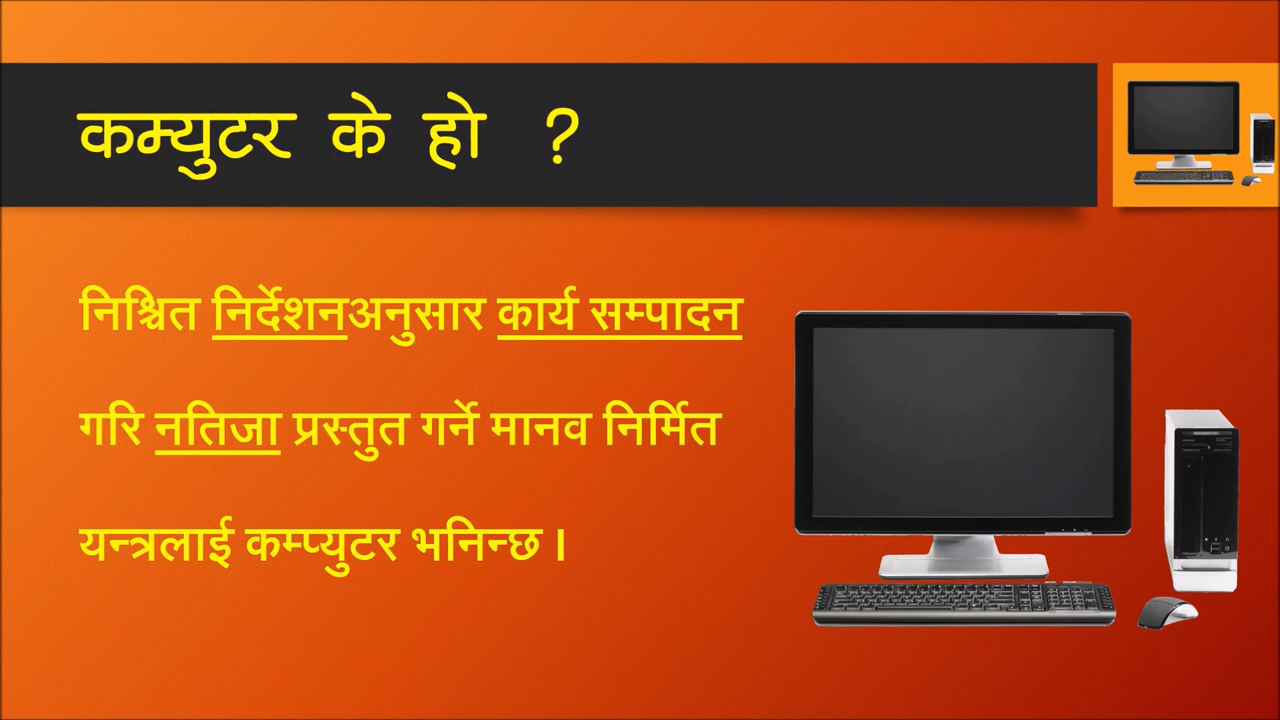 कम्युटर के हो ?
निश्चित निर्देशनअनुसार कार्य सम्पादन
गरि नतिजा प्रस्तुत गर्ने मानव निर्मित
यन्त्रलाई कम्प्युटर भनिन्छ ।